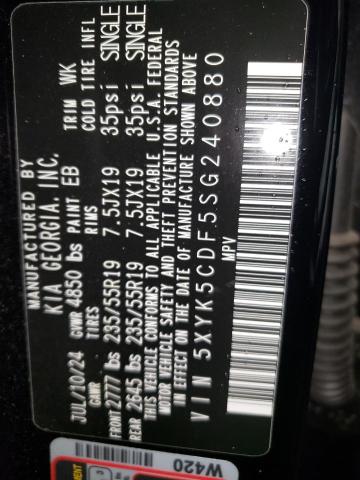 MANUFACTURED BY
KIA GEORGIA, INC.
JUL/10/24 GVWR 4850 lbs PAINT EB TRIM WK
GAWR TIRES RIMS COLD TIRE INFL
FRONT 2777 lbs 235/55R19 7.5JX19 35psi SINGLE
REAR 2645 lbs 235/55R19 7.5JX19 35psi SINGLE
THIS VEHICLE CONFORMS TO ALL APPLICABLE U.S.A. FEDERAL
MOTOR VEHICLE SAFETY AND THEFT PREVENTION STANDARDS
IN EFFECT ON THE DATE OF MANUFACTURE SHOWN ABOVE
VIN 5XYK5CDF5SG240880
MPV
W420